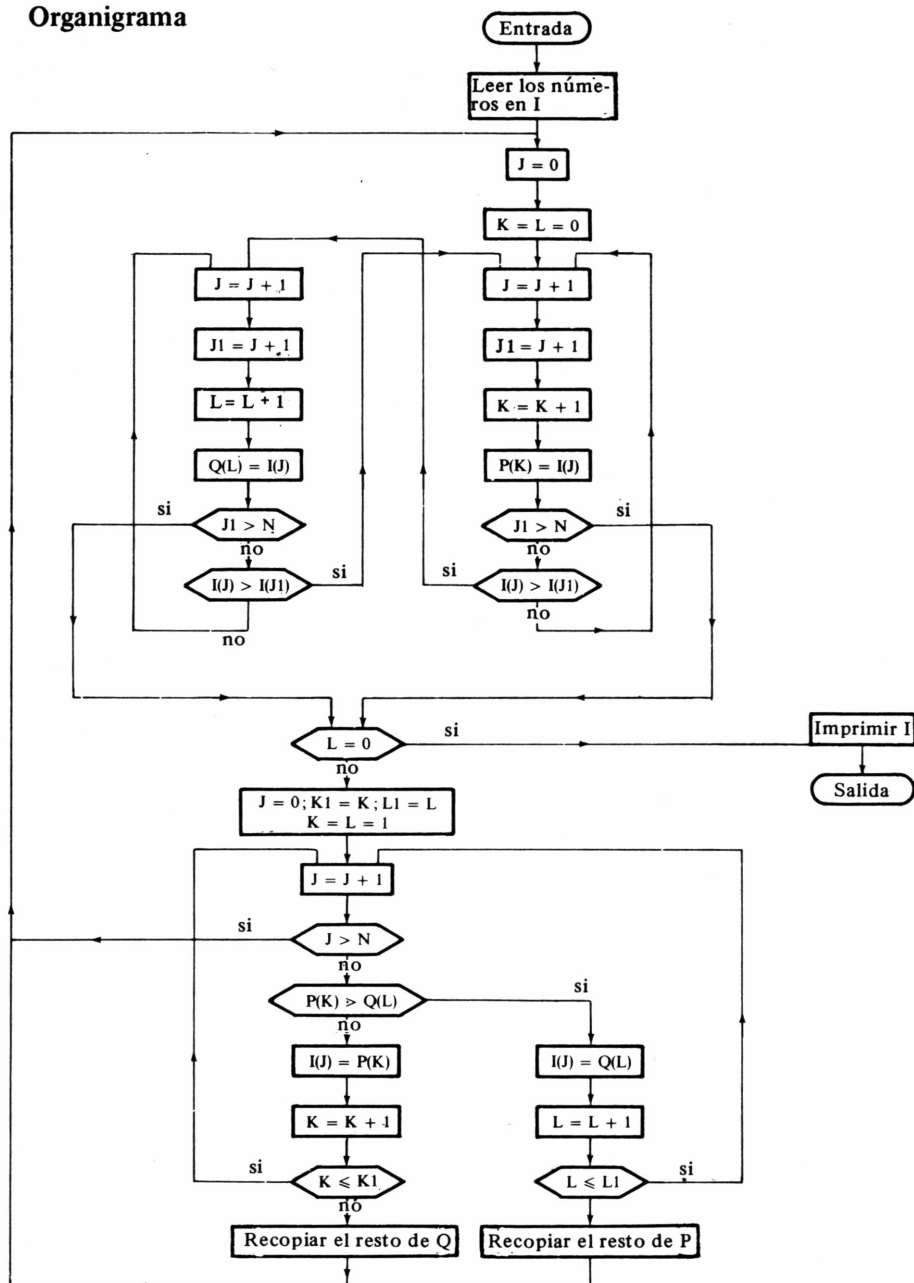 Organigrama
Entrada
Leer los núme-
ros en I
J = 0
K = L = 0
J = J + 1
J1 = J + 1
L = L + 1
Q(L) = I(J)
si
J1 > N
no
I(J) > I(J1)
si
no
J = J + 1
J1 = J + 1
K = K + 1
P(K) = I(J)
J1 > N
si
no
si
I(J) > I(J1)
no
L = 0
si
no
Imprimir I
Salida
J = 0 ; K1 = K ; L1 = L
K = L = 1
J = J + 1
si
J > N
no
P(K) > Q(L)
si
no
I(J) = P(K)
K = K + 1
si
K ⩽ K1
no
Recopiar el resto de Q
I(J) = Q(L)
L = L + 1
L ⩽ L1
si
Recopiar el resto de P